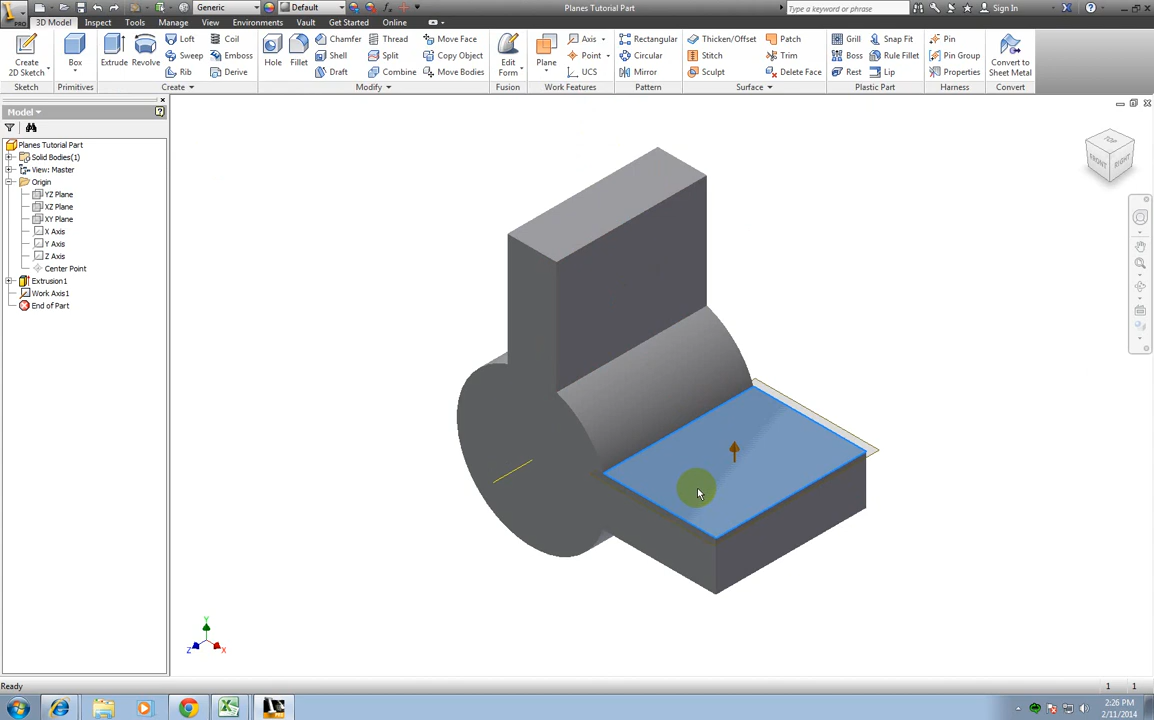 PRO
Generic
Default
Planes Tutorial Part
Type a keyword or phrase
Sign In
3D Model Inspect Tools Manage View Environments Vault Get Started Online
Create 2D Sketch
Sketch
Box
Primitives
Extrude Revolve
Loft Coil
Sweep Emboss
Rib Derive
Create
Hole Fillet
Chamfer Thread Move Face
Shell Split Copy Object
Draft Combine Move Bodies
Modify
Edit Form
Fusion
Plane
Axis
Point
UCS
Work Features
Rectangular
Circular
Mirror
Pattern
Thicken/Offset Patch
Stitch Trim
Sculpt Delete Face
Surface
Grill Snap Fit
Boss Rule Fillet
Rest Lip
Plastic Part
Pin
Pin Group
Properties
Harness
Convert to Sheet Metal
Convert
Model
Planes Tutorial Part
Solid Bodies(1)
View: Master
Origin
YZ Plane
XZ Plane
XY Plane
X Axis
Y Axis
Z Axis
Center Point
Extrusion1
Work Axis1
End of Part
TOP
FRONT
RIGHT
Y
Z
X
Ready
1 1
2:26 PM
2/11/2014